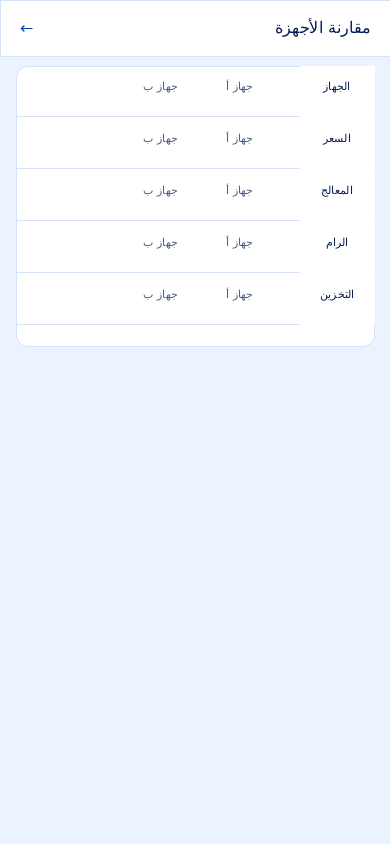 مقارنة الأجهزة ←
الجهاز جهاز أ جهاز ب
السعر جهاز أ جهاز ب
المعالج جهاز أ جهاز ب
الرام جهاز أ جهاز ب
التخزين جهاز أ جهاز ب